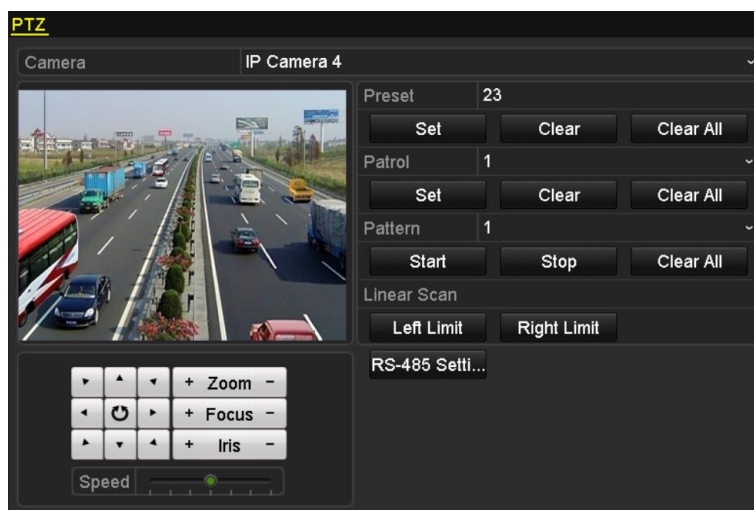 PTZ
Camera IP Camera 4
Preset 23
Set Clear Clear All
Patrol 1
Set Clear Clear All
Pattern 1
Start Stop Clear All
Linear Scan
Left Limit Right Limit
RS-485 Setti...
+ Zoom -
+ Focus -
+ Iris -
Speed